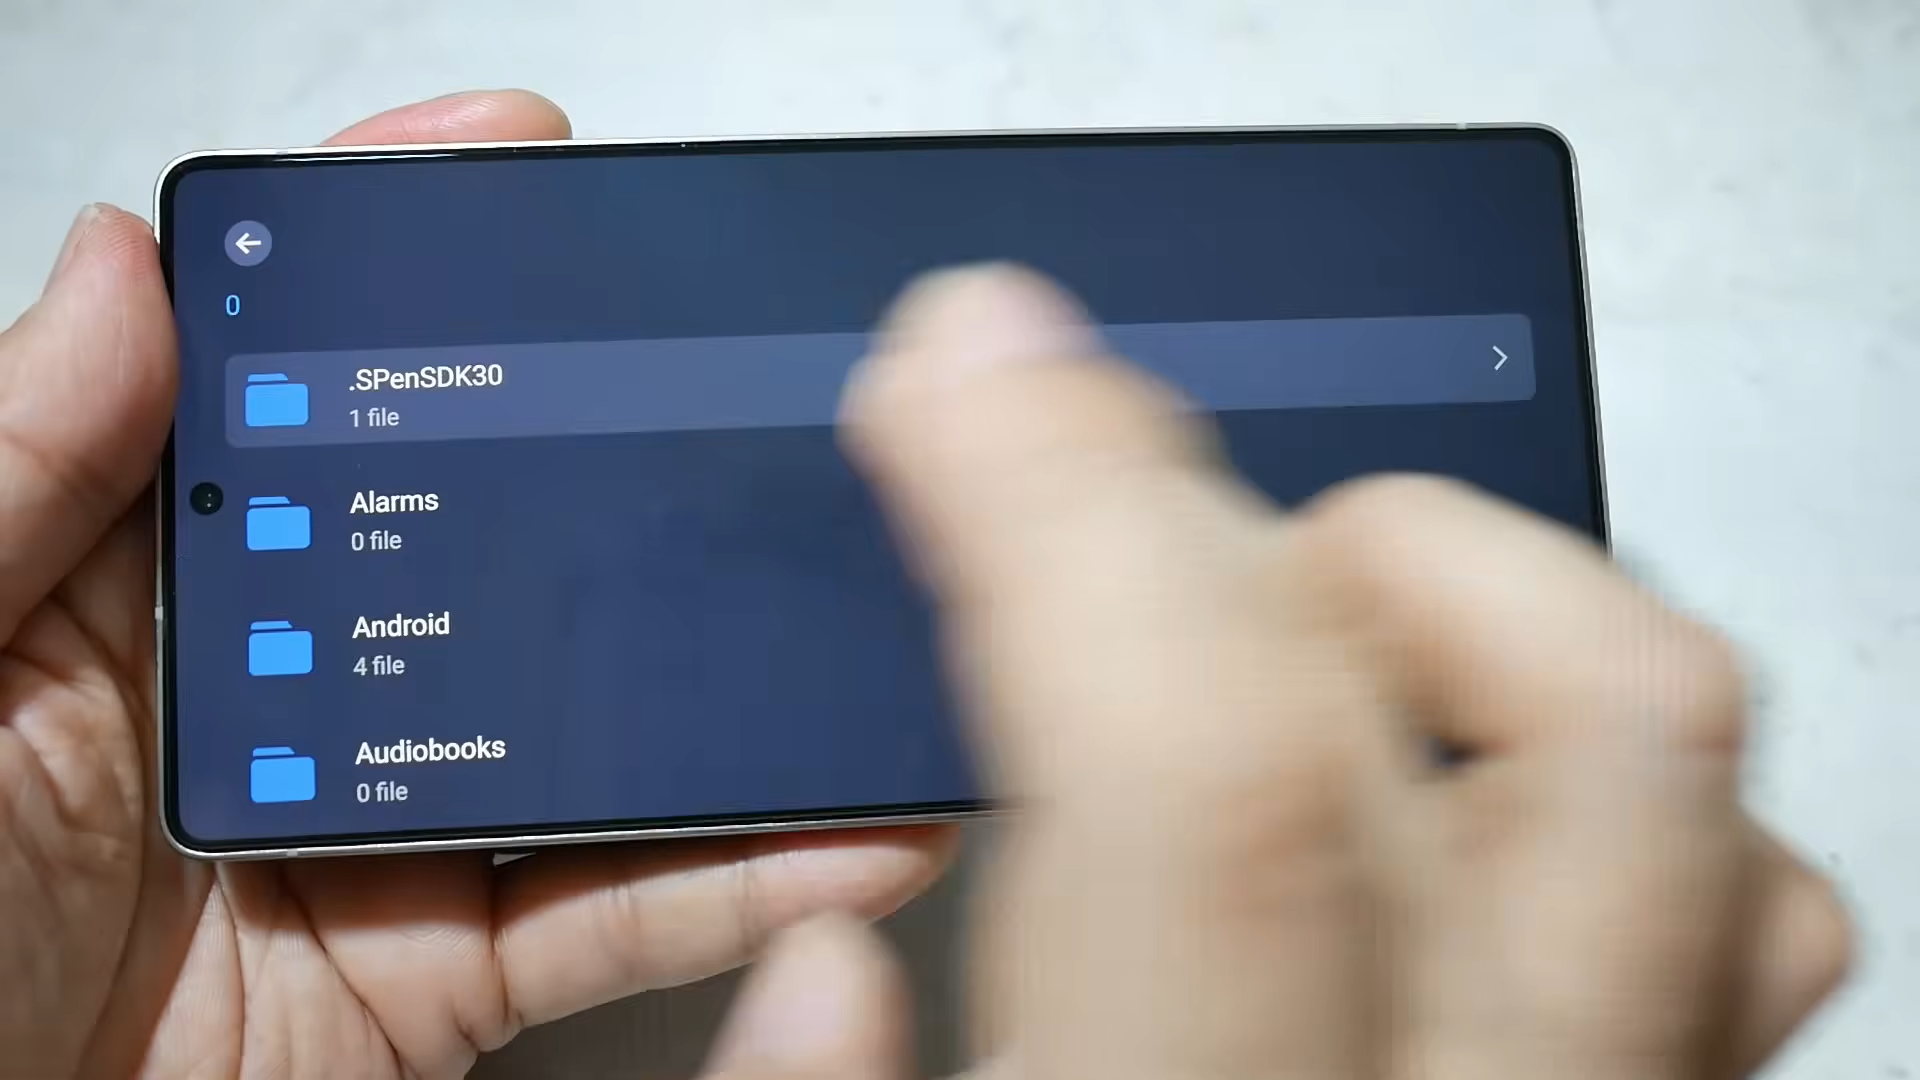 0
.SPenSDK30
1 file
Alarms
0 file
Android
4 file
Audiobooks
0 file